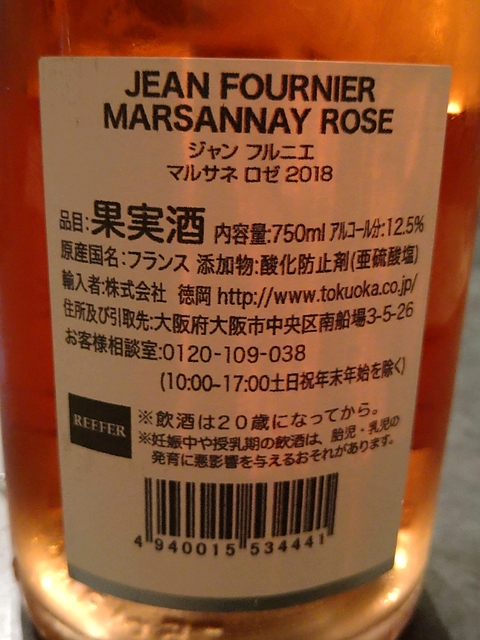 JEAN FOURNIER
MARSANNAY ROSE
ジャン フルニエ
マルサネ ロゼ 2018
品目:果実酒 内容量:750ml アルコール分:12.5%
原産国名:フランス 添加物:酸化防止剤(亜硫酸塩)
輸入者:株式会社 徳岡 http://www.tokuoka.co.jp/
住所及び引取先:大阪府大阪市中央区南船場3-5-26
お客様相談室:0120-109-038
(10:00~17:00土日祝年末年始を除く)
REEFER
※飲酒は20歳になってから。
※妊娠中や授乳期の飲酒は、胎児・乳児の
発育に悪影響を与えるおそれがあります。
4 940015 534441